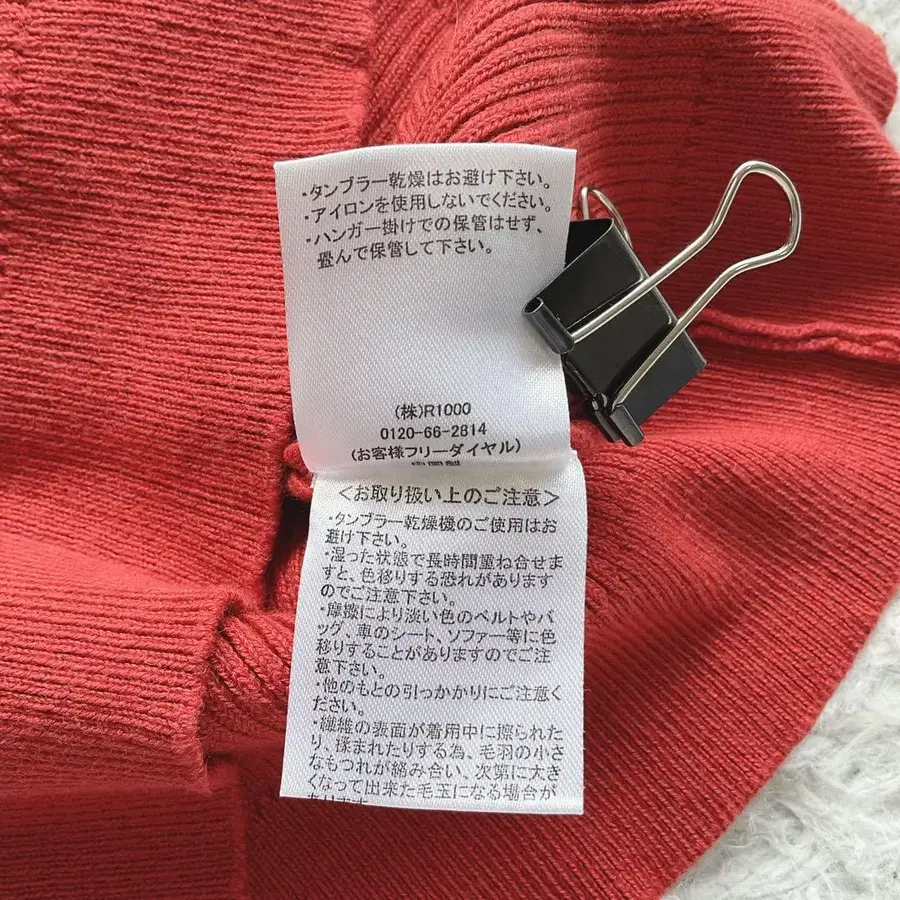 ・タンブラー乾燥はお避け下さい。
・アイロンを使用しないでください。
・ハンガー掛けでの保管はせず、
畳んで保管して下さい。
(株)R1000
0120-66-2814
(お客様フリーダイヤル)
＜お取り扱い上のご注意＞
・タンブラー乾燥機のご使用はお
避け下さい。
・湿った状態で長時間重ね合せま
すと、色移りする恐れがあります
のでご注意下さい。
・摩擦により淡い色のベルトやバ
ッグ、車のシート、ソファー等に色
移りすることがありますのでご注
意下さい。
・他のもとの引っかかりにご注意く
ださい。
・繊維の表面が着用中に擦られた
り、揉まれたりする為、毛羽の小さ
なもつれが絡み合い、次第に大き
くなって出来た毛玉になる場合が